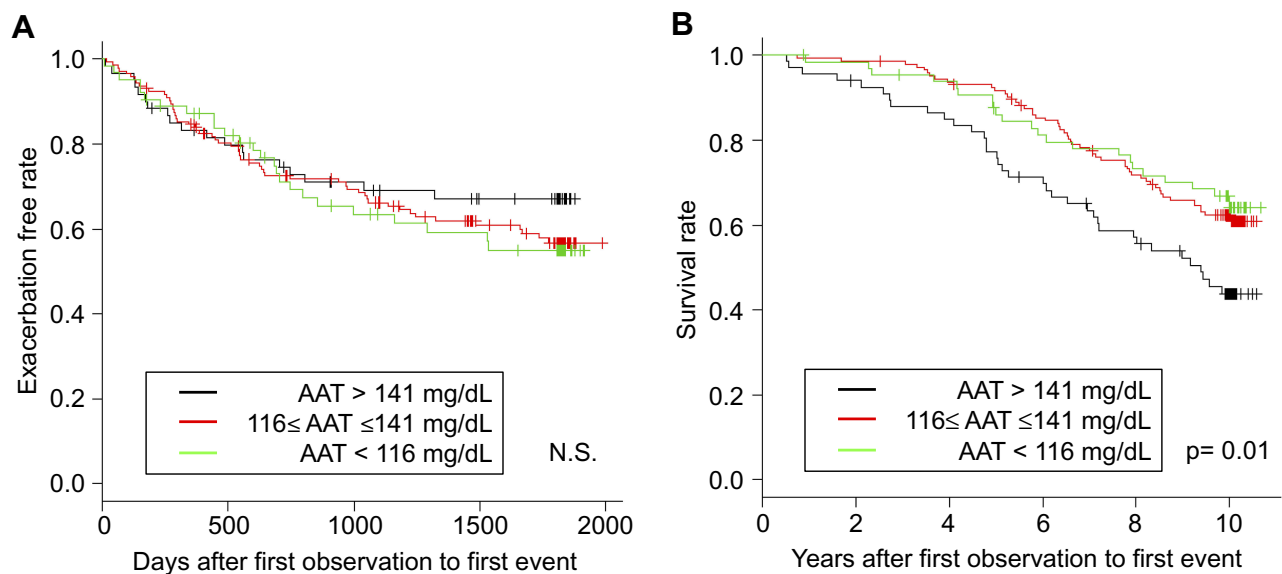 A
Exacerbation free rate
1.0
0.8
0.6
0.4
0.2
0.0
AAT > 141 mg/dL
116≤ AAT ≤141 mg/dL
AAT < 116 mg/dL
N.S.
0 500 1000 1500 2000
Days after first observation to first event
B
Survival rate
1.0
0.8
0.6
0.4
0.2
0.0
AAT > 141 mg/dL
116≤ AAT ≤141 mg/dL
AAT < 116 mg/dL
p= 0.01
0 2 4 6 8 10
Years after first observation to first event